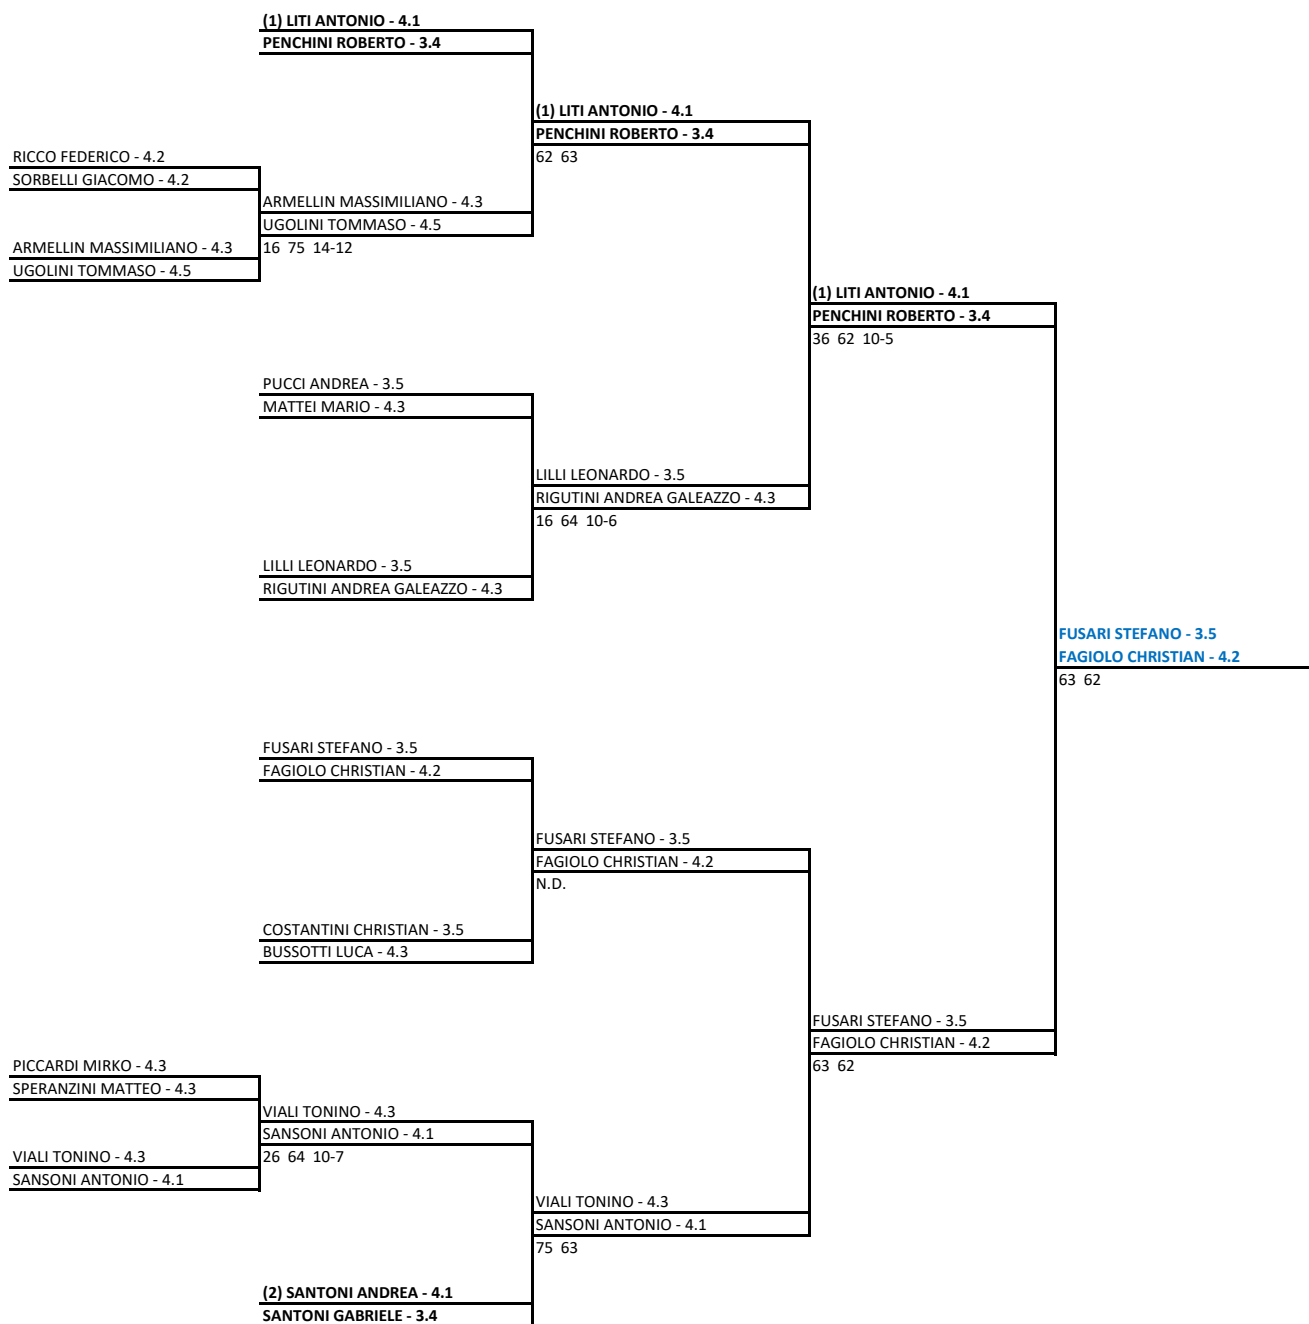 (1) LITI ANTONIO - 4.1
PENCHINI ROBERTO - 3.4
(1) LITI ANTONIO - 4.1
PENCHINI ROBERTO - 3.4
62 63
RICCO FEDERICO - 4.2
SORBELLI GIACOMO - 4.2
ARMELLIN MASSIMILIANO - 4.3
UGOLINI TOMMASO - 4.5
16 75 14-12
ARMELLIN MASSIMILIANO - 4.3
UGOLINI TOMMASO - 4.5
(1) LITI ANTONIO - 4.1
PENCHINI ROBERTO - 3.4
36 62 10-5
PUCCI ANDREA - 3.5
MATTEI MARIO - 4.3
LILLI LEONARDO - 3.5
RIGUTINI ANDREA GALEAZZO - 4.3
16 64 10-6
LILLI LEONARDO - 3.5
RIGUTINI ANDREA GALEAZZO - 4.3
FUSARI STEFANO - 3.5
FAGIOLO CHRISTIAN - 4.2
63 62
FUSARI STEFANO - 3.5
FAGIOLO CHRISTIAN - 4.2
FUSARI STEFANO - 3.5
FAGIOLO CHRISTIAN - 4.2
N.D.
COSTANTINI CHRISTIAN - 3.5
BUSSOTTI LUCA - 4.3
FUSARI STEFANO - 3.5
FAGIOLO CHRISTIAN - 4.2
63 62
PICCARDI MIRKO - 4.3
SPERANZINI MATTEO - 4.3
VIALI TONINO - 4.3
SANSONI ANTONIO - 4.1
26 64 10-7
VIALI TONINO - 4.3
SANSONI ANTONIO - 4.1
VIALI TONINO - 4.3
SANSONI ANTONIO - 4.1
75 63
(2) SANTONI ANDREA - 4.1
SANTONI GABRIELE - 3.4